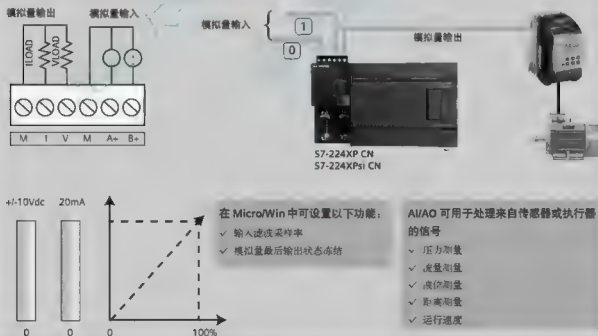 模拟量输出
模拟量输入
ILOAD
VLOAD
M I V M A+ B+
模拟量输入
1
0
模拟量输出
S7-224XP CN
S7-224XPsi CN
+/-10Vdc 20mA
0 0 0 100%
在 Micro/Win 中可设置以下功能：
✓ 输入滤波采样率
✓ 模拟量最后输出状态冻结
AI/AO 可用于处理来自传感器或执行器
的信号
✓ 压力测量
✓ 流量测量
✓ 液位测量
✓ 距离测量
✓ 运行速度